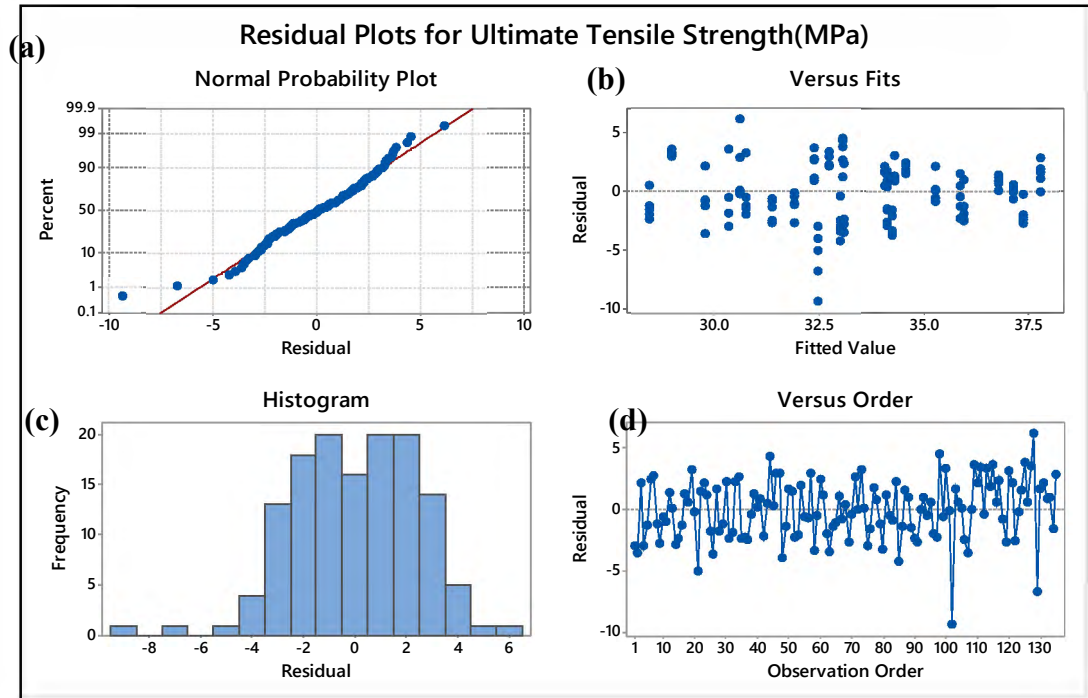 (a)
Residual Plots for Ultimate Tensile Strength(MPa)
Normal Probability Plot
99.9
99
90
50
10
1
0.1
Percent
-10 -5 0 5 10
Residual
(b)
Versus Fits
5
0
-5
-10
Residual
30.0 32.5 35.0 37.5
Fitted Value
(c)
Histogram
20
15
10
5
0
Frequency
-8 -6 -4 -2 0 2 4 6
Residual
(d)
Versus Order
5
0
-5
-10
Residual
1 10 20 30 40 50 60 70 80 90 100 110 120 130
Observation Order